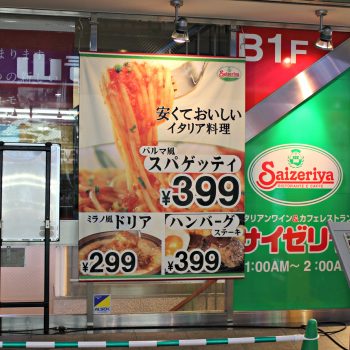 B1F
Saizeriya
安くておいしい
イタリア料理
パルマ風
スパゲッティ
¥399
ミラノ風ドリア
¥299
ハンバーグ
ステーキ
¥399
ALSOK
Saizeriya
RISTORANTE E CAFFE
タリアンワイン&カフェレストラン
サイゼリ
1:00AM～2:00A